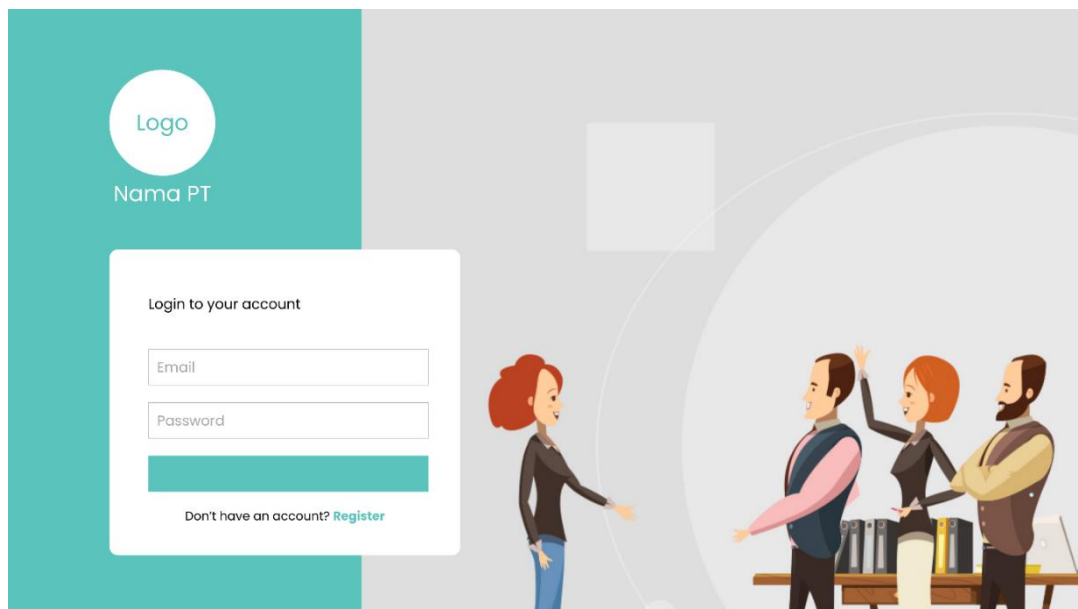 Logo
Nama PT
Login to your account
Email
Password
Don't have an account? Register